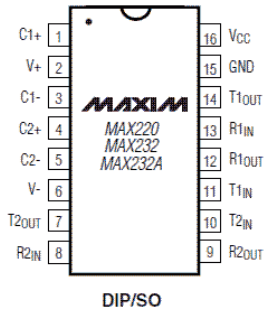 C1+ 1 16 VCC
V+ 2 15 GND
C1- 3 MAXIM 14 T1OUT
C2+ 4 MAX220 13 R1IN
MAX232
C2- 5 MAX232A 12 R1OUT
V- 6 11 T1IN
T2OUT 7 10 T2IN
R2IN 8 9 R2OUT
DIP/SO